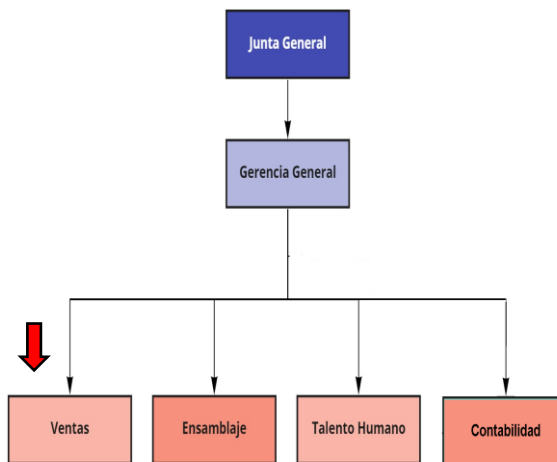 Junta General
Gerencia General
Ventas
Ensamblaje
Talento Humano
Contabilidad